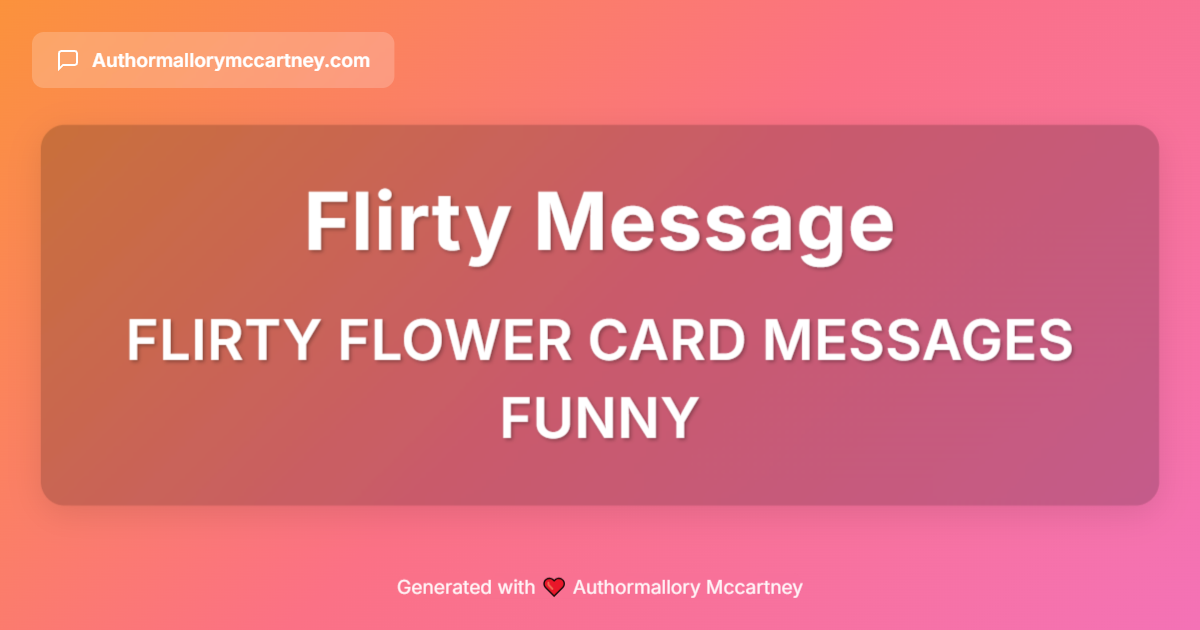 Authormallorymccartney.com
Flirty Message
FLIRTY FLOWER CARD MESSAGES
FUNNY
Generated with ❤️ Authormallory Mccartney